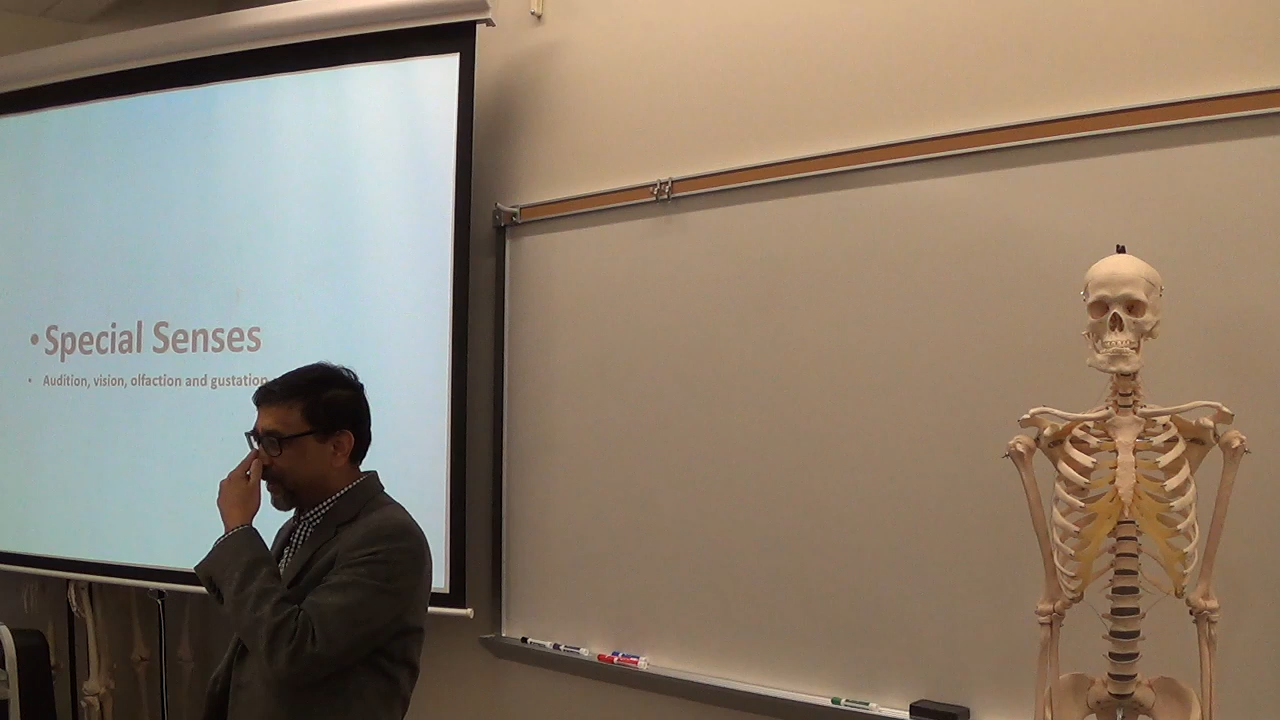 •Special Senses
• Audition, vision, olfaction and gustation